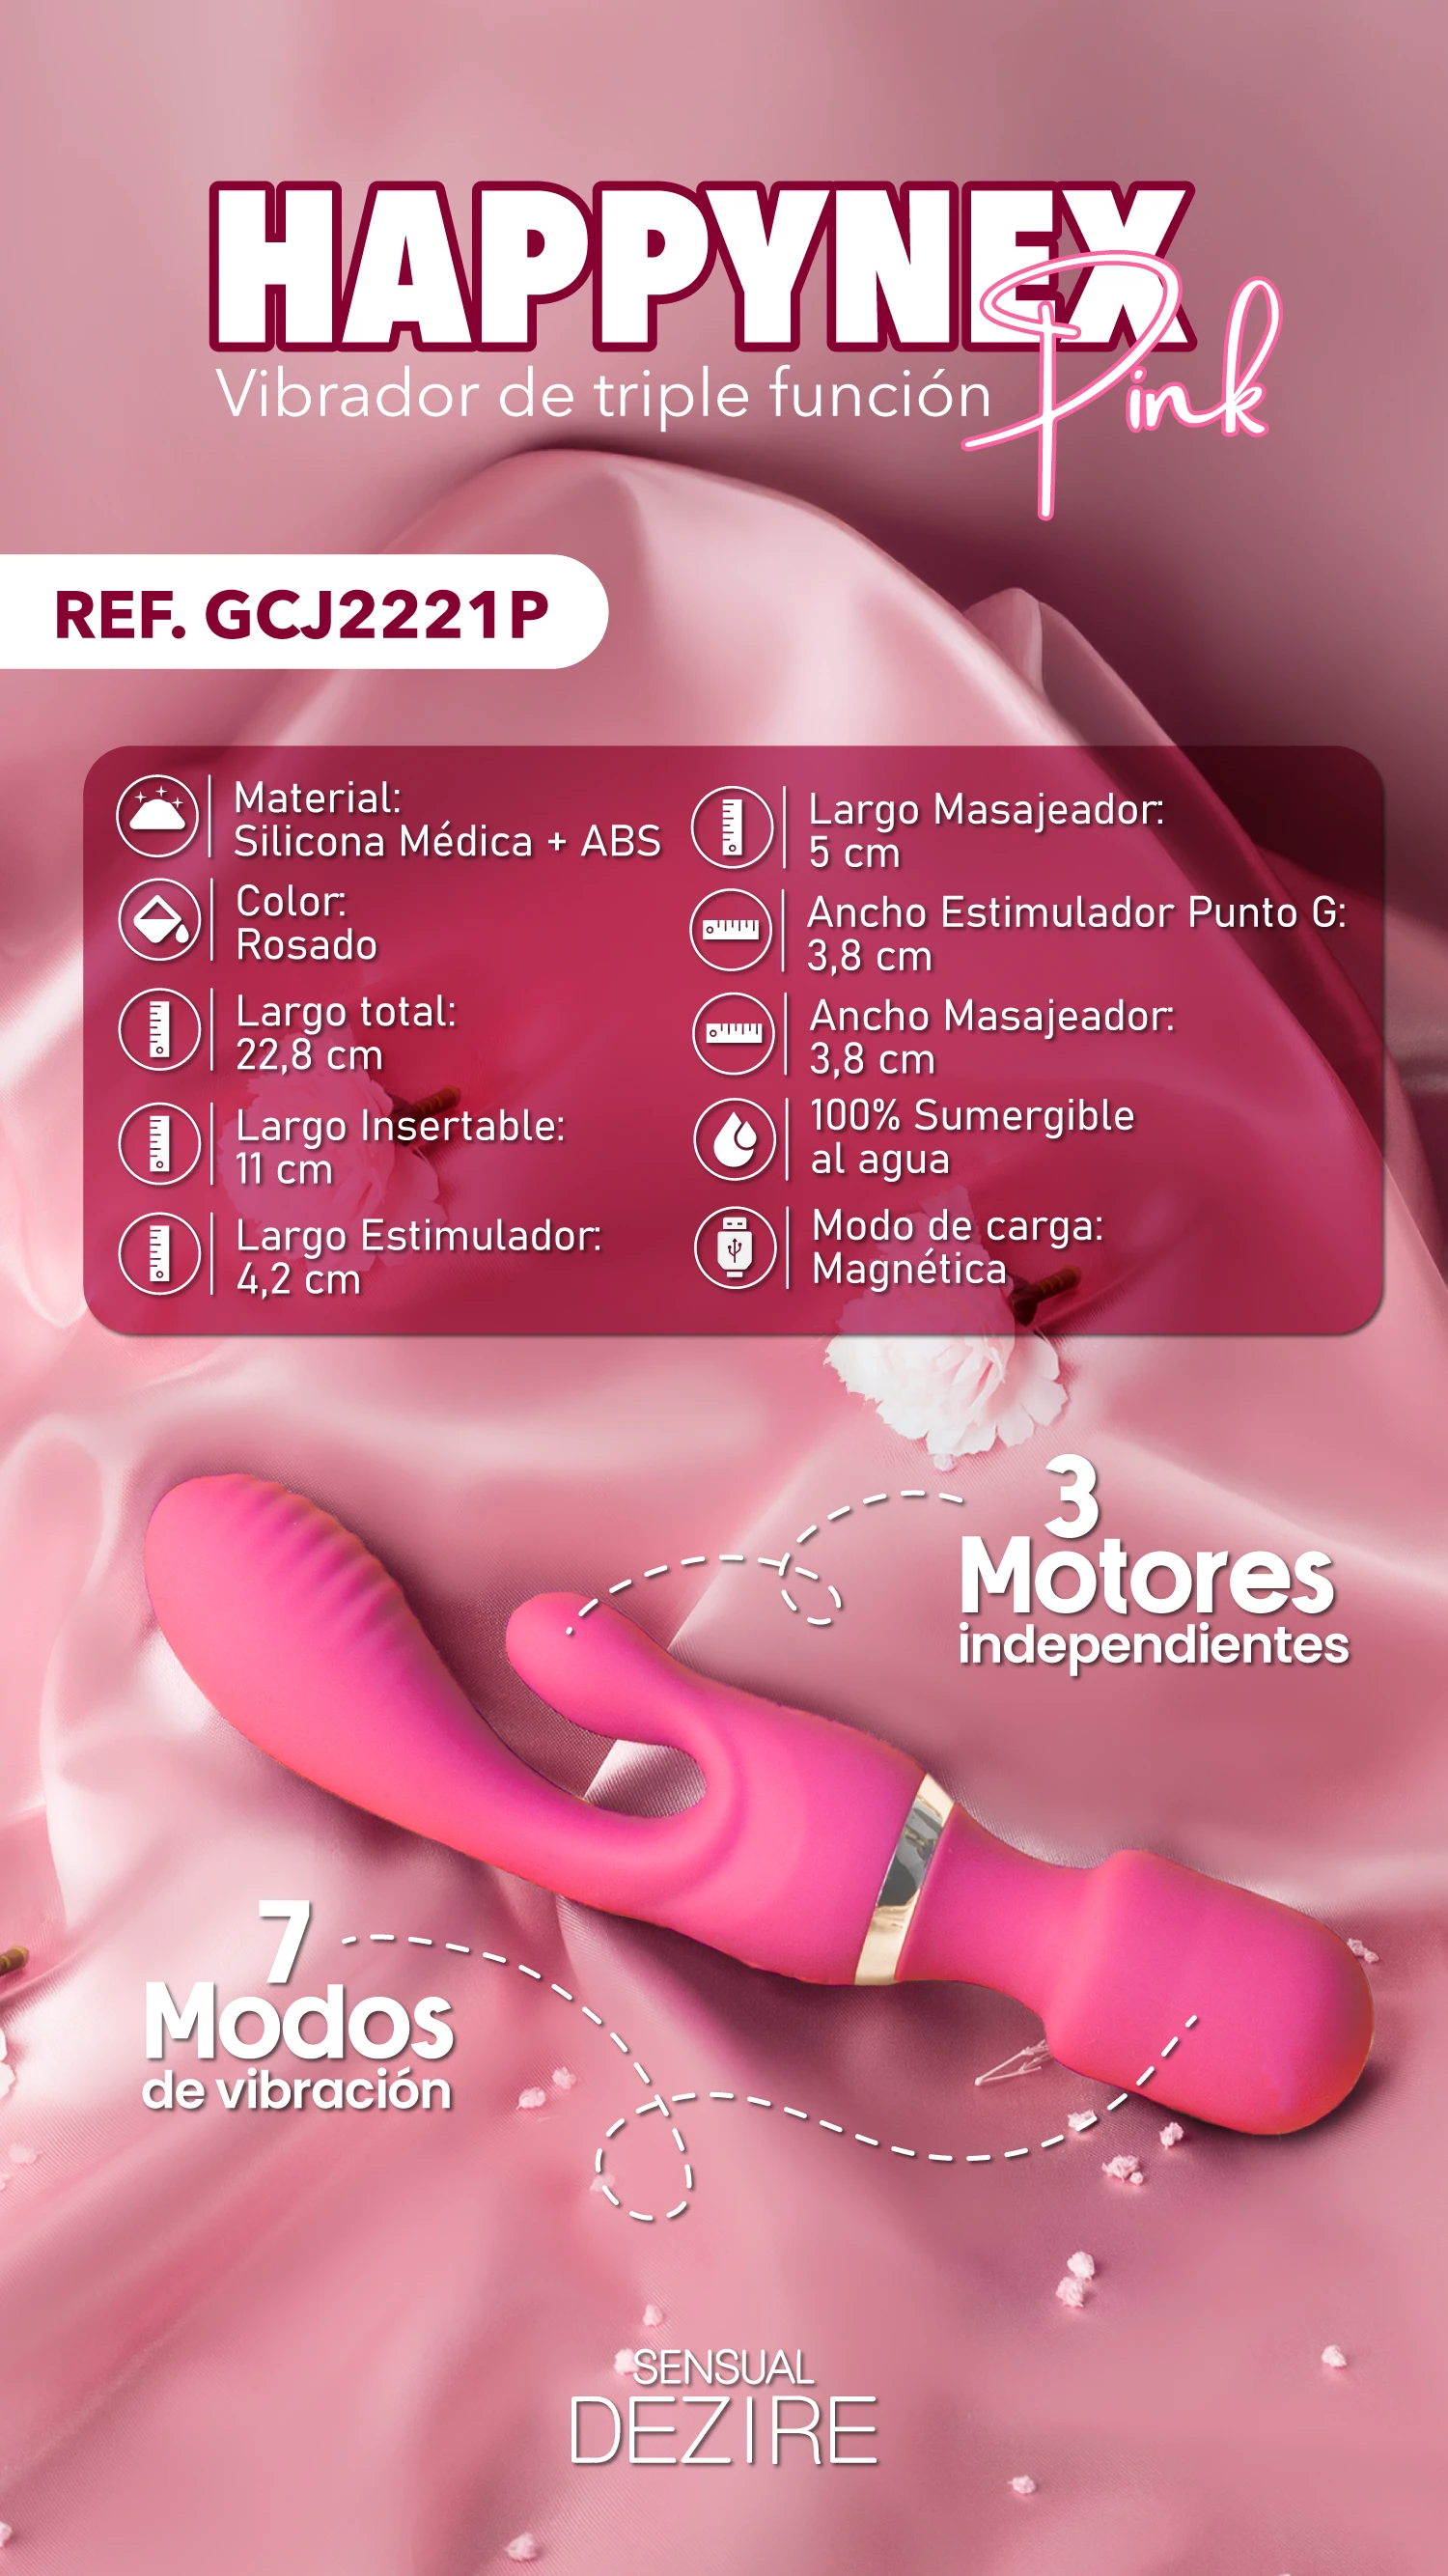 HAPPYNEX
Pink
Vibrador de triple función
REF. GCJ2221P
Material:
Silicona Médica + ABS
Color:
Rosado
Largo total:
22,8 cm
Largo Insertable:
11 cm
Largo Estimulador:
4,2 cm
Largo Masajeador:
5 cm
Ancho Estimulador Punto G:
3,8 cm
Ancho Masajeador:
3,8 cm
100% Sumergible
al agua
Modo de carga:
Magnética
3
Motores
independientes
7
Modos
de vibración
SENSUAL
DEZIRE